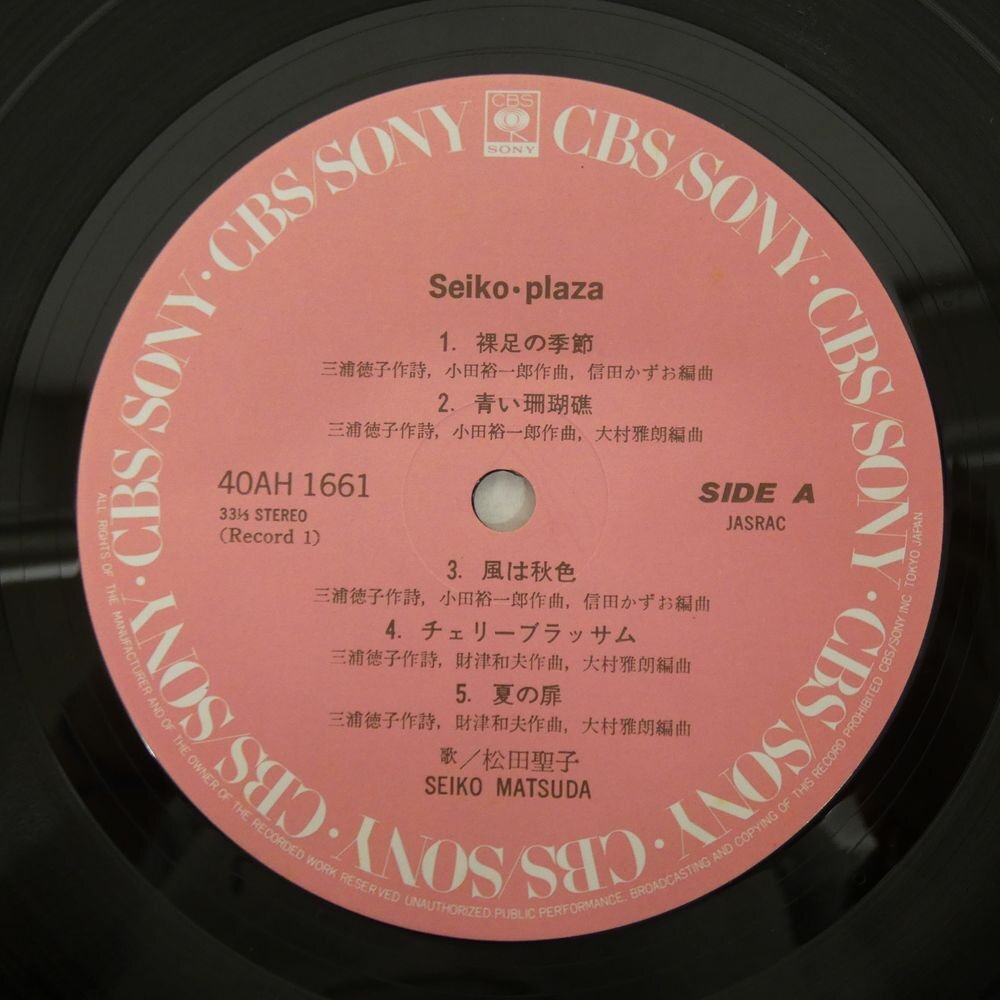 CBS
SONY
CBS/SONY・CBS/SONY・CBS/SONY・CBS/SONY・CBS/SONY・CBS/SONY・CBS/SONY・CBS/SONY・CBS/SONY・CBS/SONY
Seiko・plaza
1. 裸足の季節
三浦徳子作詩, 小田裕一郎作曲, 信田かずお編曲
2. 青い珊瑚礁
三浦徳子作詩, 小田裕一郎作曲, 大村雅朗編曲
40AH 1661
33⅓ STEREO
(Record 1)
SIDE A
JASRAC
3. 風は秋色
三浦徳子作詩, 小田裕一郎作曲, 信田かずお編曲
4. チェリーブラッサム
三浦徳子作詩, 財津和夫作曲, 大村雅朗編曲
5. 夏の扉
三浦徳子作詩, 財津和夫作曲, 大村雅朗編曲
歌／松田聖子
SEIKO MATSUDA
ALL RIGHTS OF THE MANUFACTURER AND OF THE OWNER OF THE RECORDED WORK RESERVED UNAUTHORIZED PUBLIC PERFORMANCE, BROADCASTING AND COPYING OF THIS RECORD PROHIBITED CBS/SONY INC. TOKYO JAPAN